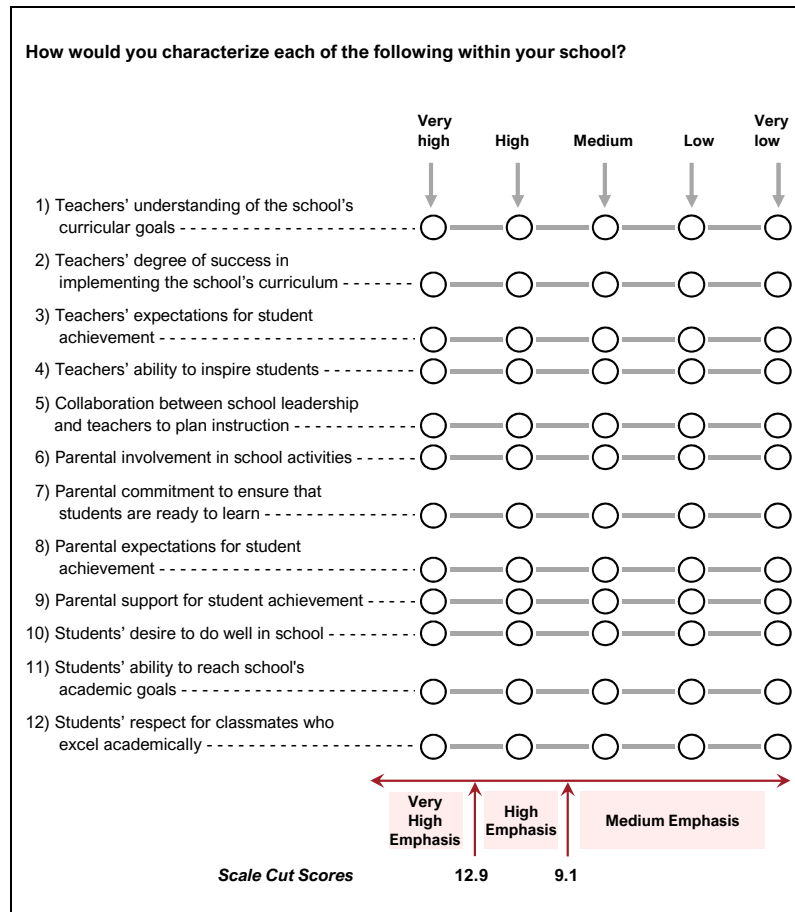 How would you characterize each of the following within your school?
Very
high
High
Medium
Low
Very
low
1) Teachers’ understanding of the school’s
curricular goals - - - - - - - - - - - - - - - - - - - - - -
2) Teachers’ degree of success in
implementing the school’s curriculum - - - - - - -
3) Teachers’ expectations for student
achievement - - - - - - - - - - - - - - - - - - - - - - - -
4) Teachers’ ability to inspire students - - - - - - - - -
5) Collaboration between school leadership
and teachers to plan instruction - - - - - - - - - - - -
6) Parental involvement in school activities - - - - - -
7) Parental commitment to ensure that
students are ready to learn - - - - - - - - - - - - - - -
8) Parental expectations for student
achievement - - - - - - - - - - - - - - - - - - - - - - - -
9) Parental support for student achievement - - - - -
10) Students’ desire to do well in school - - - - - - - - -
11) Students’ ability to reach school's
academic goals - - - - - - - - - - - - - - - - - - - - - -
12) Students’ respect for classmates who
excel academically - - - - - - - - - - - - - - - - - - -
Very
High
Emphasis
High
Emphasis
Medium Emphasis
Scale Cut Scores 12.9 9.1